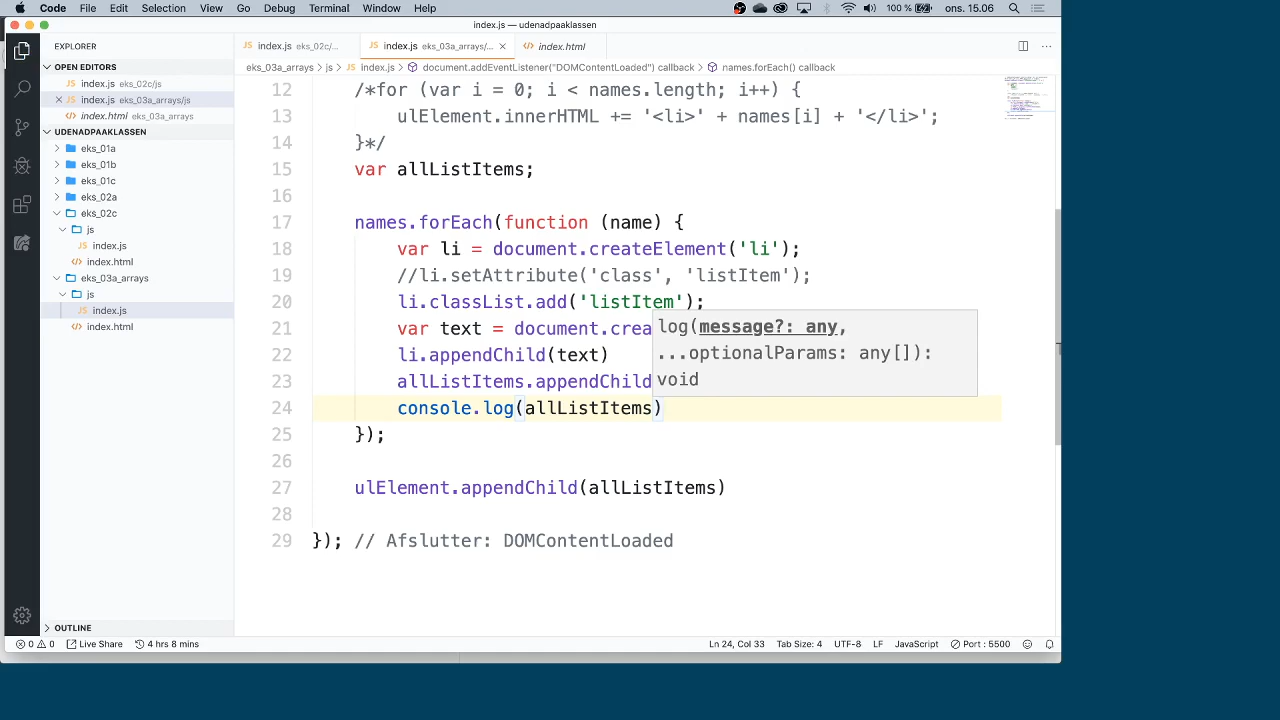 Code File Edit Selection View Go Debug Terminal Window Help 100 % ons. 15.06
index.js — udenadpaaklassen
EXPLORER
OPEN EDITORS
index.js eks_02c/js
index.js eks_03a_arrays/js
index.html eks_03a_arrays
UDENADPAAKLASSEN
eks_01a
eks_01b
eks_01c
eks_02a
eks_02c
js
index.js
index.html
eks_03a_arrays
js
index.js
index.html
OUTLINE
index.js eks_02c/...
index.js eks_03a_arrays/...
index.html
eks_03a_arrays › js › index.js › document.addEventListener("DOMContentLoaded") callback › names.forEach() callback
12 /*for (var i = 0; i < names.length; i++) {
13 ulElement.innerHTML += '<li>' + names[i] + '</li>';
14 }*/
15 var allListItems;
16
17 names.forEach(function (name) {
18 var li = document.createElement('li');
19 //li.setAttribute('class', 'listItem');
20 li.classList.add('listItem');
21 var text = document.crea
22 li.appendChild(text)
23 allListItems.appendChild
24 console.log(allListItems)
25 });
26
27 ulElement.appendChild(allListItems)
28
29 }); // Afslutter: DOMContentLoaded
log(message?: any,
...optionalParams: any[]):
void
0 0 Live Share 4 hrs 8 mins Ln 24, Col 33 Tab Size: 4 UTF-8 LF JavaScript Port : 5500